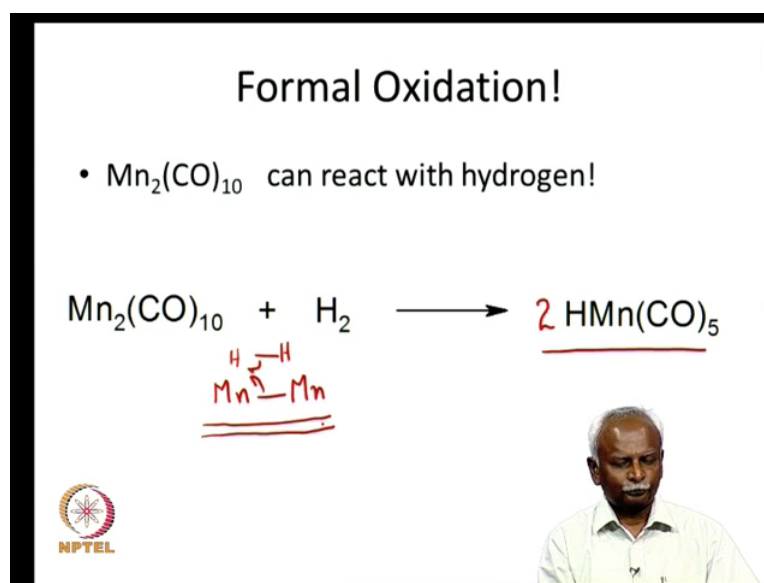 Formal Oxidation!
• Mn₂(CO)₁₀ can react with hydrogen!
Mn₂(CO)₁₀ + H₂ → 2 HMn(CO)₅
H — H
Mn — Mn
NPTEL